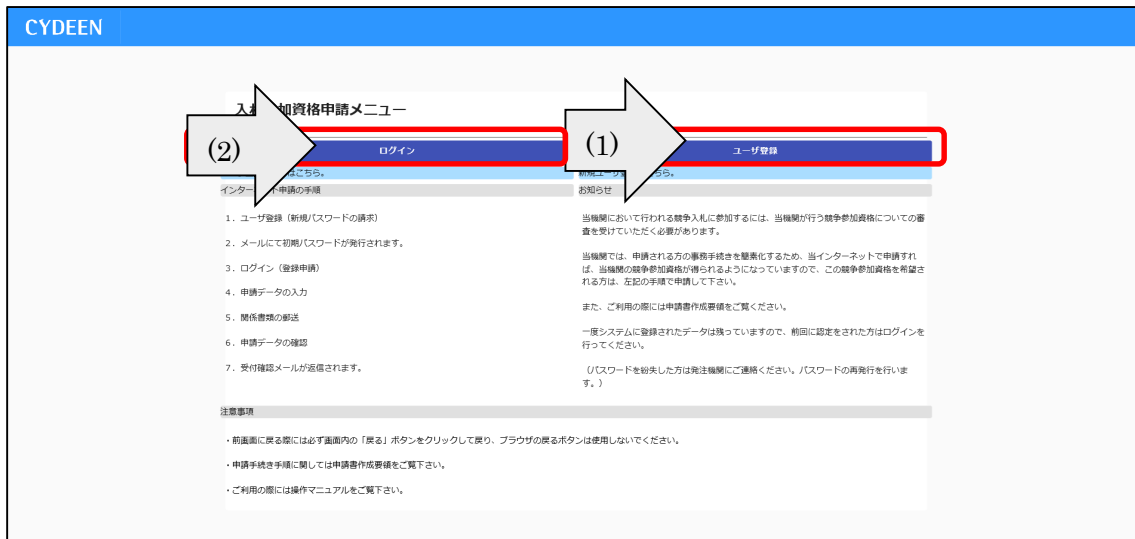 CYDEEN
入 加資格申請メニュー
(2)
(1)
ログイン
ユーザ登録
はこちら。
新規ユーザ こちら。
インター ト申請の手順
お知らせ
1．ユーザ登録（新規パスワードの請求）
2．メールにて初期パスワードが発行されます。
3．ログイン（登録申請）
4．申請データの入力
5．関係書類の郵送
6．申請データの確認
7．受付確認メールが返信されます。
当機関において行われる競争入札に参加するには、当機関が行う競争参加資格についての審
査を受けていただく必要があります。
当機関では、申請される方の事務手続きを簡素化するため、当インターネットで申請すれ
ば、当機関の競争参加資格が得られるようになっていますので、この競争参加資格を希望さ
れる方は、左記の手順で申請して下さい。
また、ご利用の際には申請書作成要領をご覧ください。
一度システムに登録されたデータは残っていますので、前回に認定をされた方はログインを
行ってください。
（パスワードを紛失した方は発注機関にご連絡ください。パスワードの再発行を行いま
す。）
注意事項
・前画面に戻る際には必ず画面内の「戻る」ボタンをクリックして戻り、ブラウザの戻るボタンは使用しないでください。
・申請手続き手順に関しては申請書作成要領をご覧下さい。
・ご利用の際には操作マニュアルをご覧下さい。